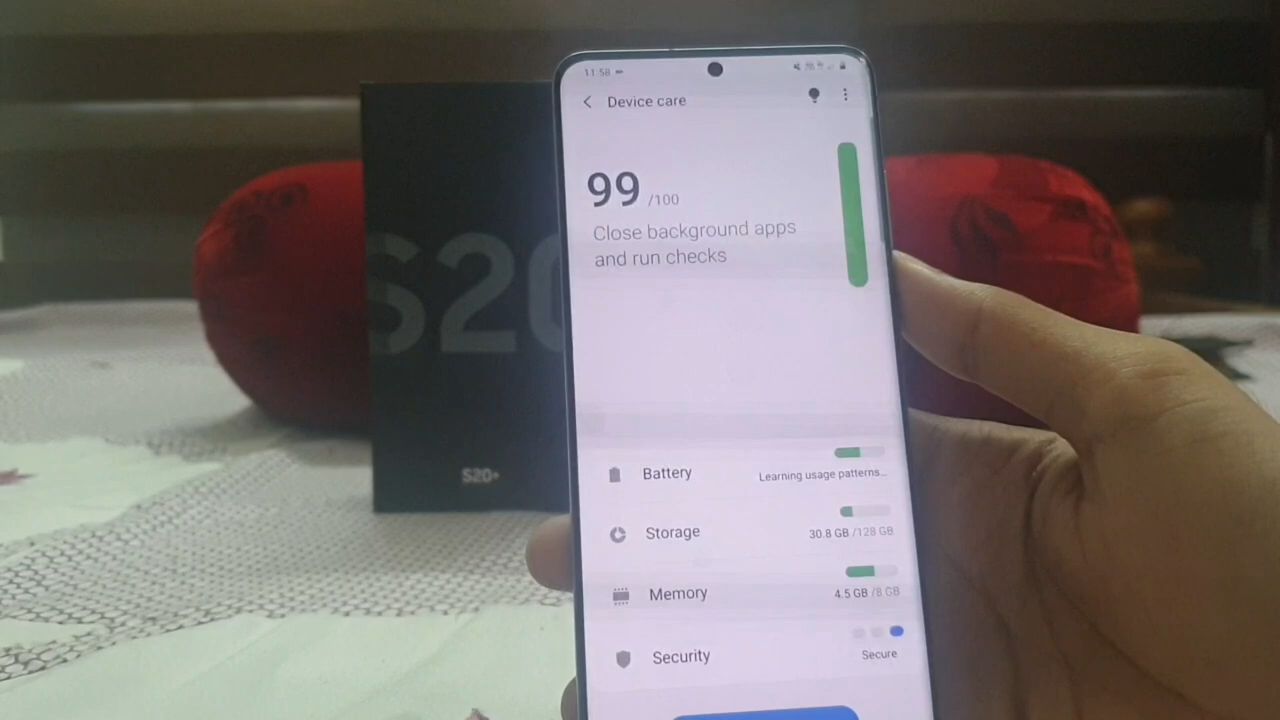 11:58
Device care
99 /100
Close background apps
and run checks
S20
S20+
Battery
Learning usage patterns...
Storage
30.8 GB /128 GB
Memory
4.5 GB /8 GB
Security
Secure